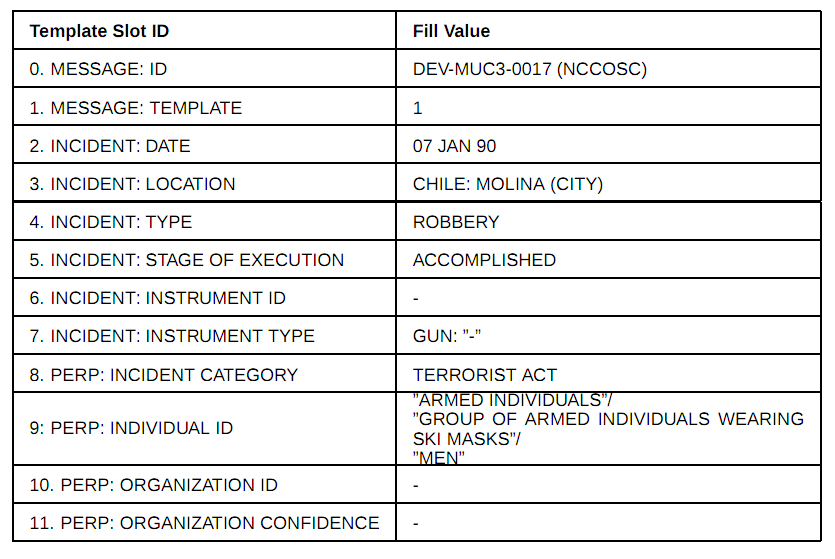 Template Slot ID Fill Value
0. MESSAGE: ID DEV-MUC3-0017 (NCCOSC)
1. MESSAGE: TEMPLATE 1
2. INCIDENT: DATE 07 JAN 90
3. INCIDENT: LOCATION CHILE: MOLINA (CITY)
4. INCIDENT: TYPE ROBBERY
5. INCIDENT: STAGE OF EXECUTION ACCOMPLISHED
6. INCIDENT: INSTRUMENT ID -
7. INCIDENT: INSTRUMENT TYPE GUN: ”-”
8. PERP: INCIDENT CATEGORY TERRORIST ACT
9: PERP: INDIVIDUAL ID ”ARMED INDIVIDUALS”/
”GROUP OF ARMED INDIVIDUALS WEARING
SKI MASKS”/
”MEN”
10. PERP: ORGANIZATION ID -
11. PERP: ORGANIZATION CONFIDENCE -